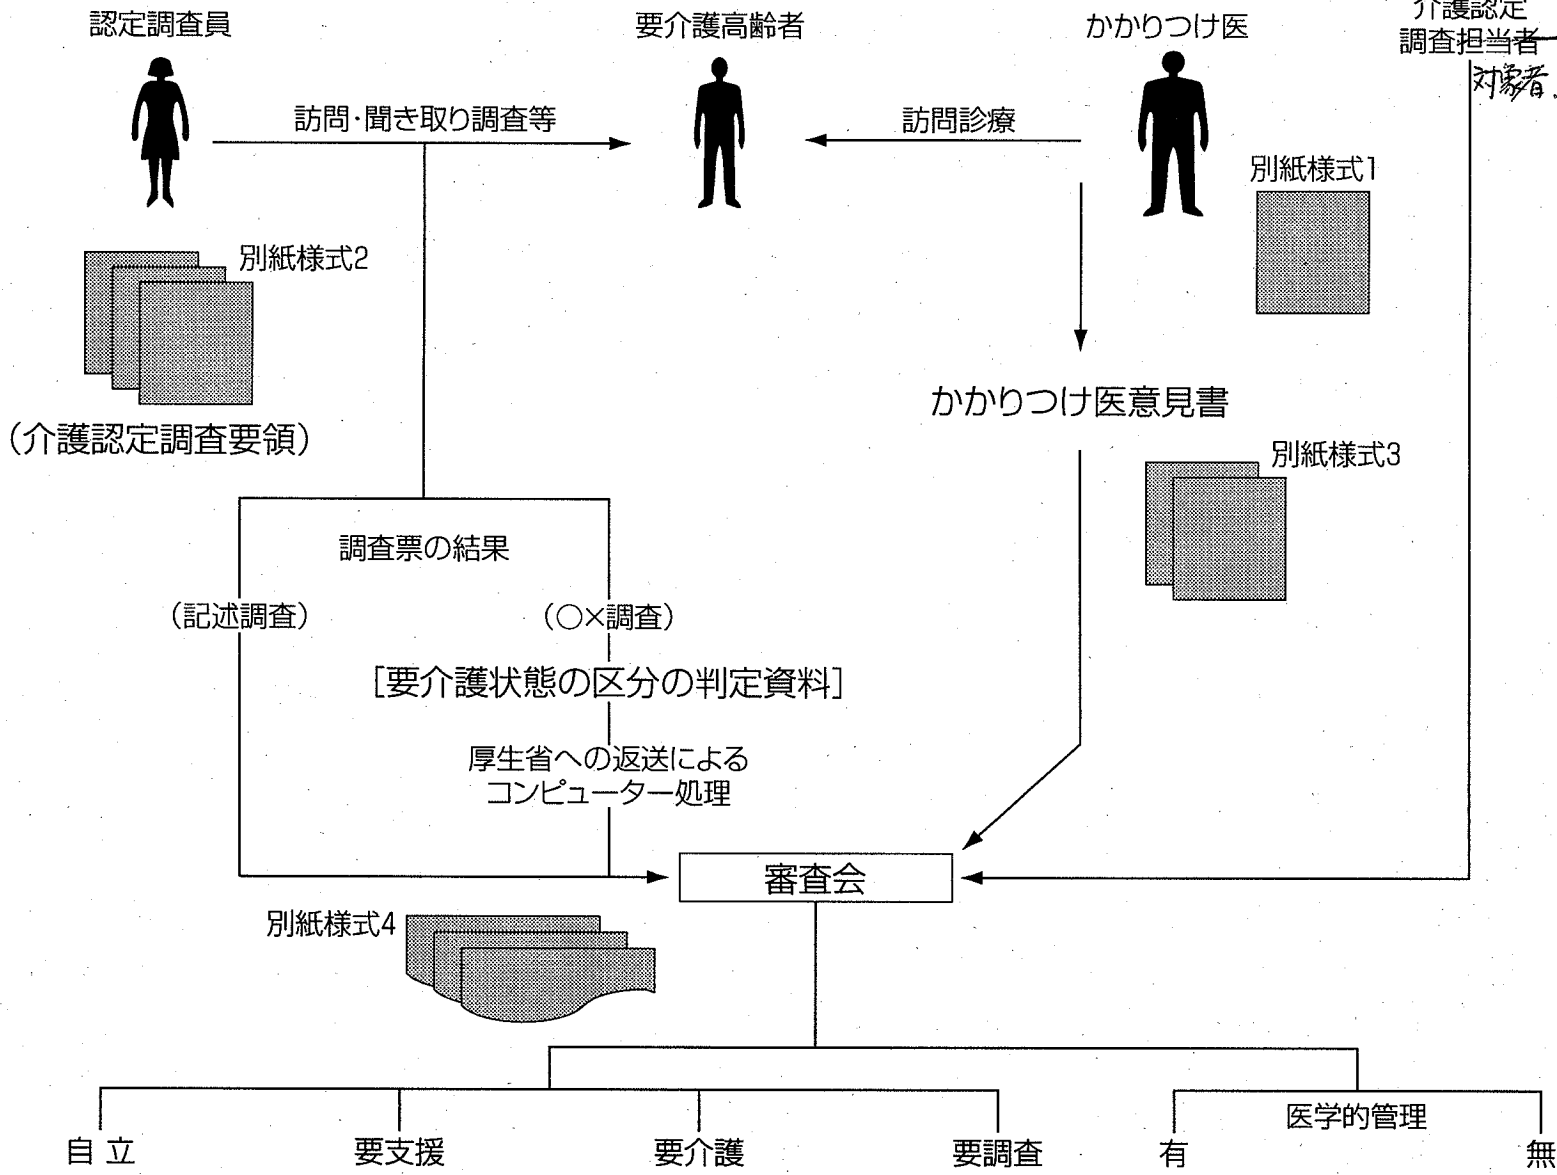 認定調査員
要介護高齢者
かかりつけ医
介護認定
調査担当者
対象者.
訪問・聞き取り調査等
訪問診療
別紙様式1
別紙様式2
(介護認定調査要領)
かかりつけ医意見書
別紙様式3
調査票の結果
(記述調査)
(○×調査)
[要介護状態の区分の判定資料]
厚生省への返送による
コンピューター処理
審査会
別紙様式4
医学的管理
自 立
要支援
要介護
要調査
有
無